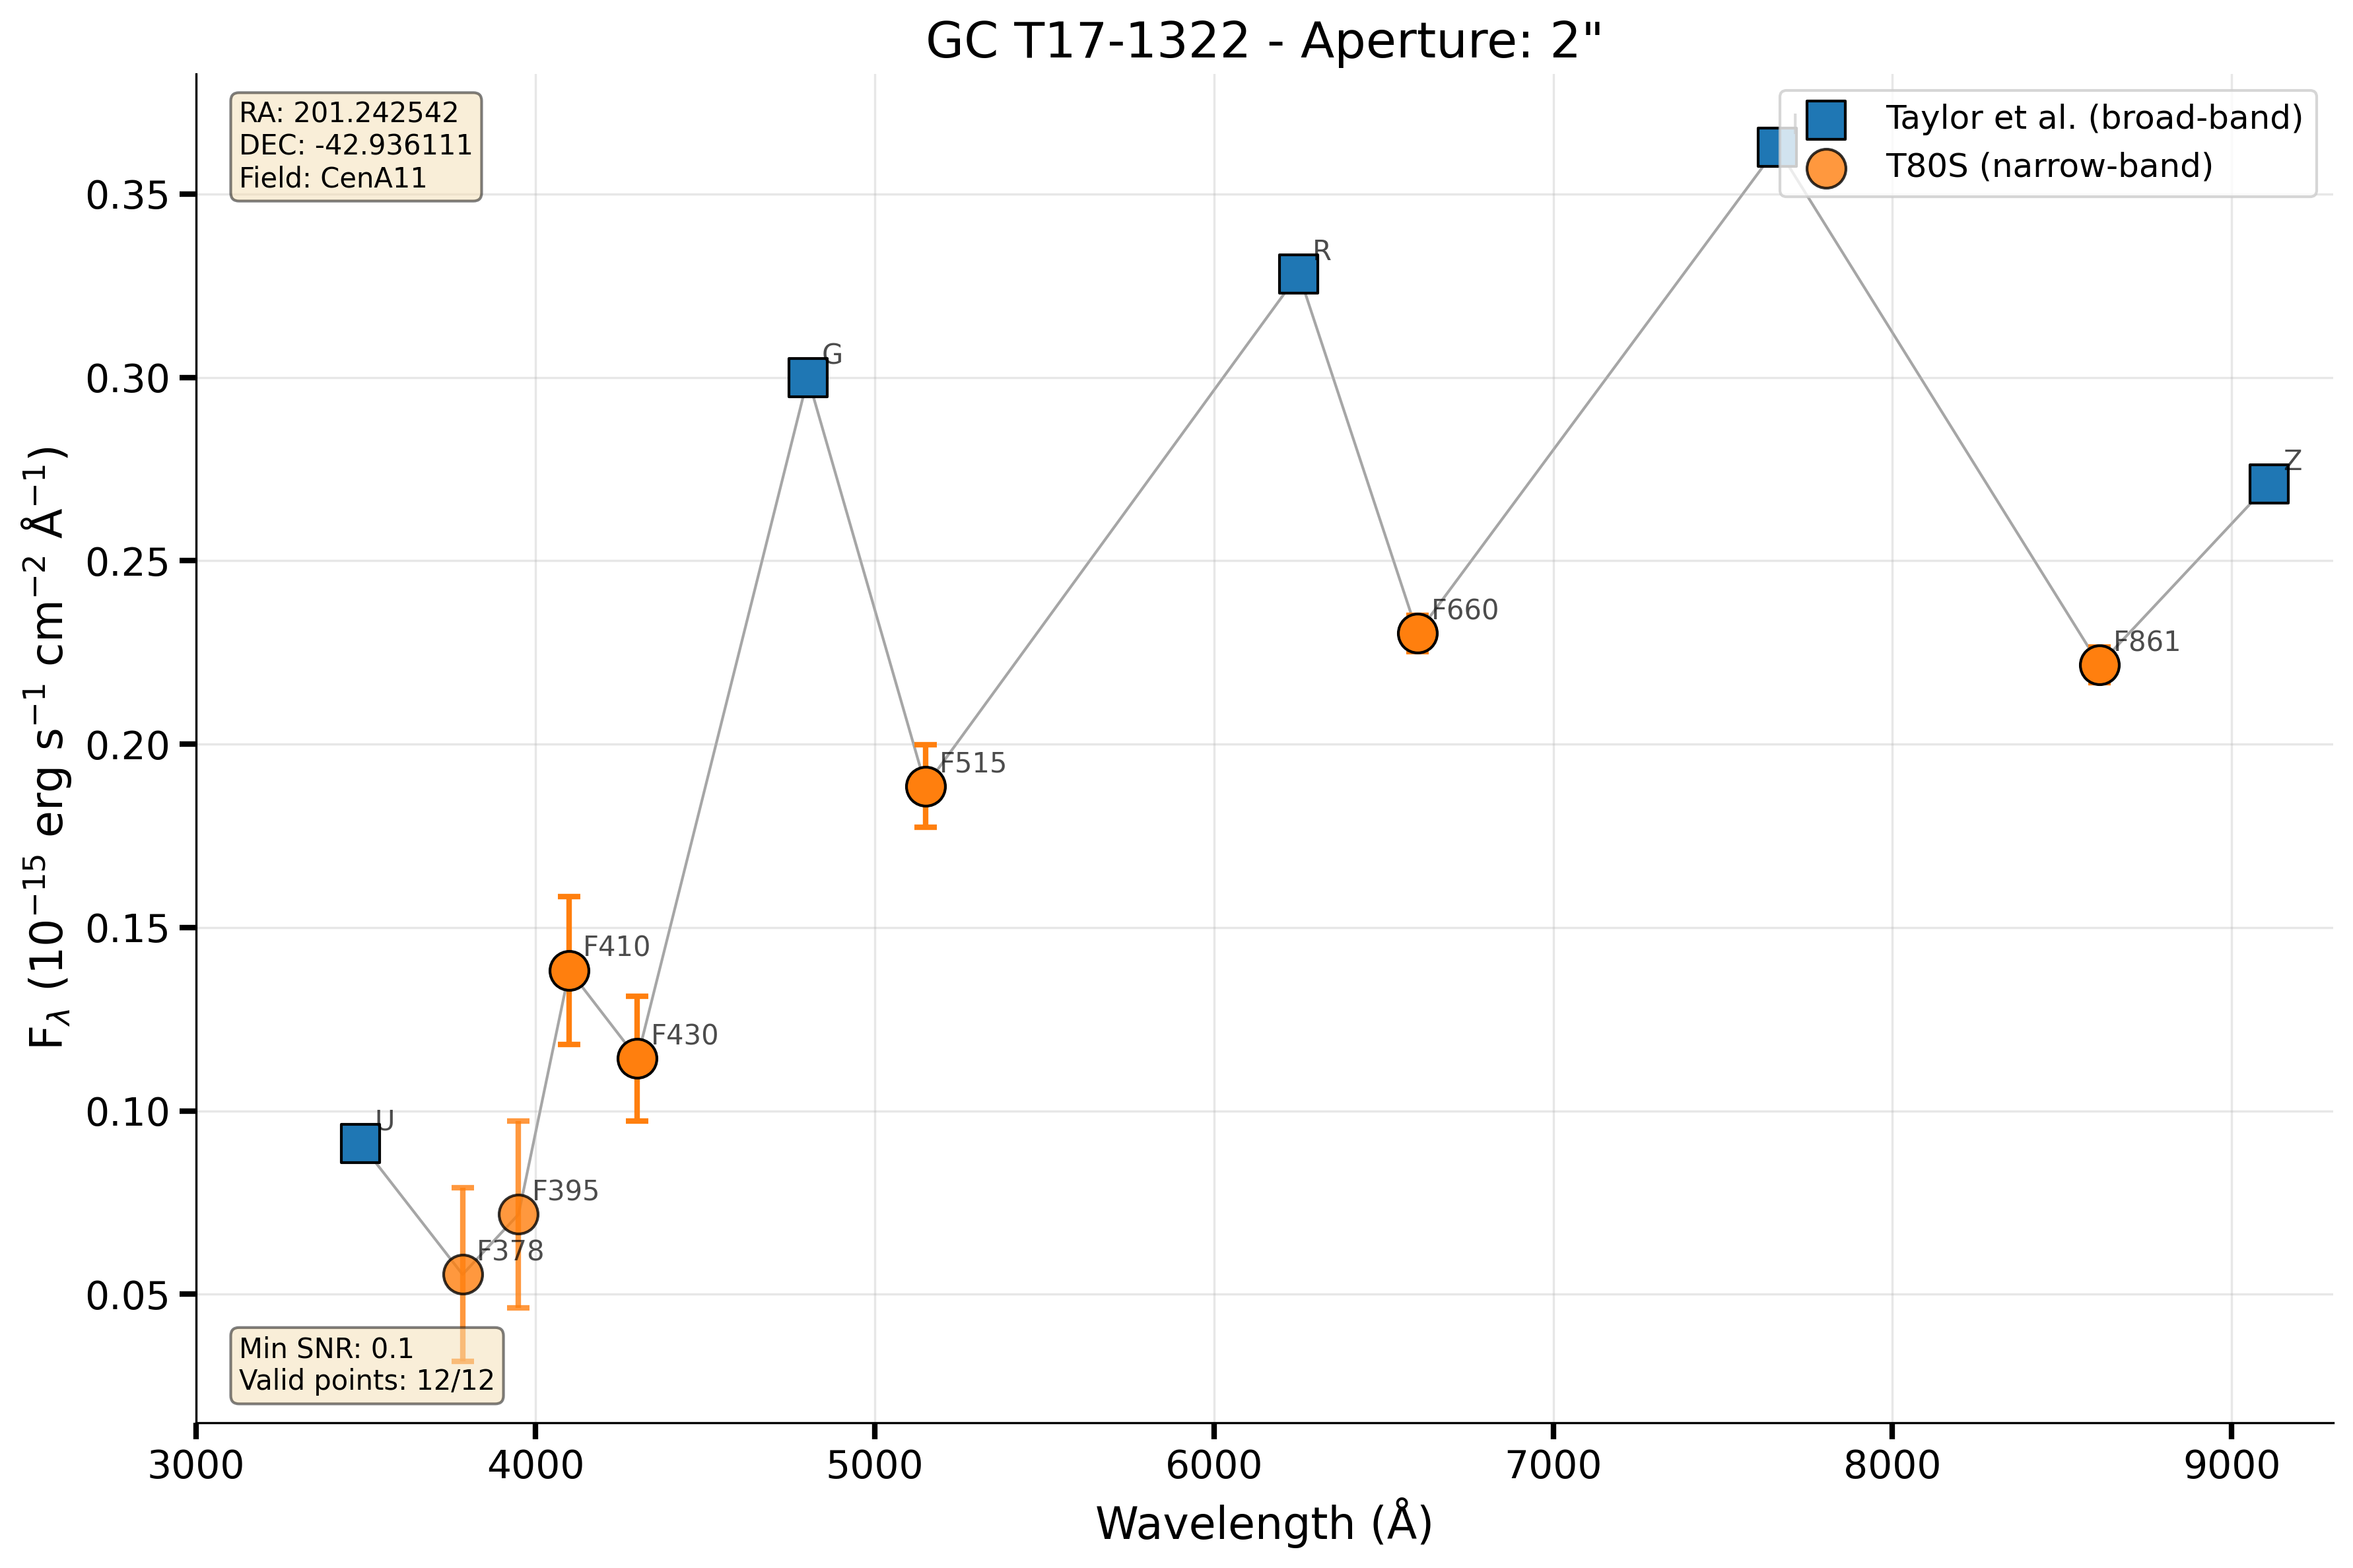 GC T17-1322 - Aperture: 2"
RA: 201.242542
DEC: -42.936111
Field: CenA11
Taylor et al. (broad-band)
T80S (narrow-band)
I
R
G
Z
F660
F861
F515
F410
F430
U
F395
F378
Min SNR: 0.1
Valid points: 12/12
0.35
0.30
0.25
0.20
0.15
0.10
0.05
F_λ (10⁻¹⁵ erg s⁻¹ cm⁻² Å⁻¹)
3000 4000 5000 6000 7000 8000 9000
Wavelength (Å)